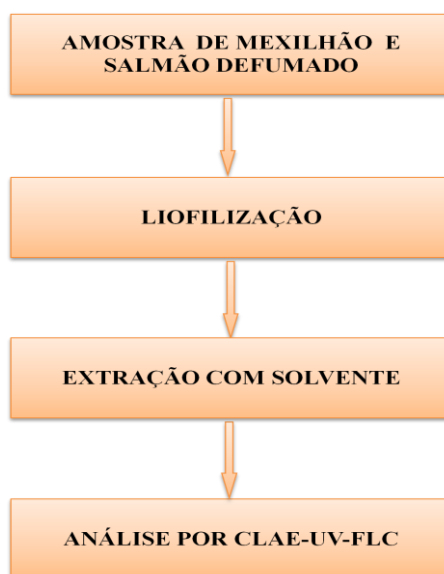 AMOSTRA DE MEXILHÃO E
SALMÃO DEFUMADO
LIOFILIZAÇÃO
EXTRAÇÃO COM SOLVENTE
ANÁLISE POR CLAE-UV-FLC